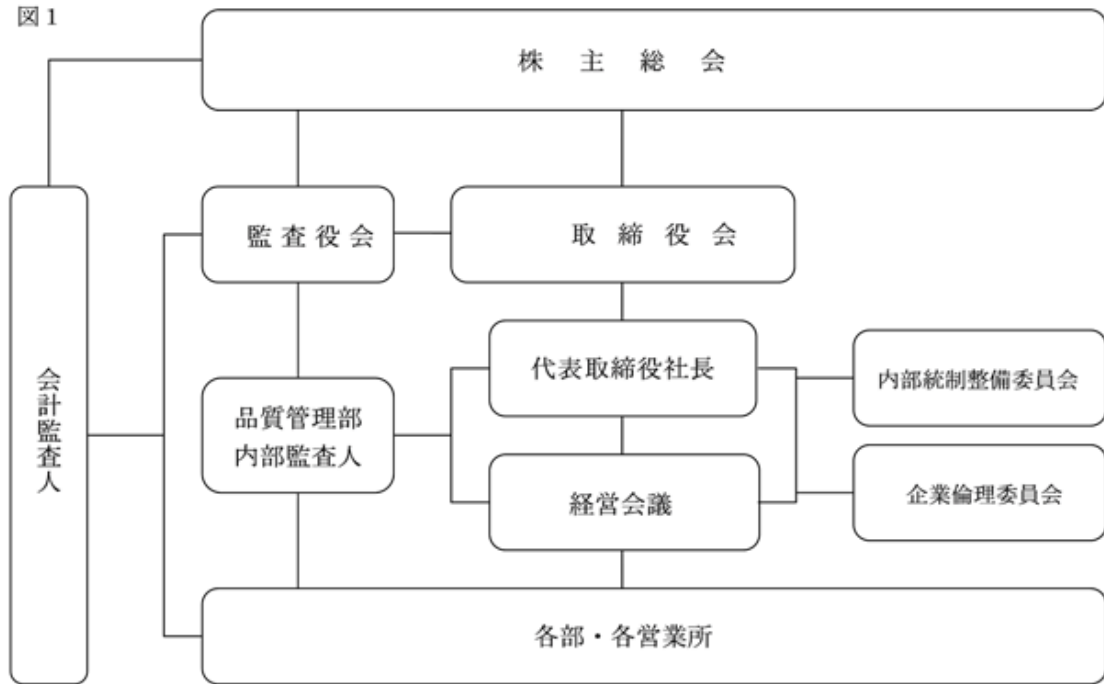 図1
株主総会
監査役会
取締役会
会計監査人
品質管理部
内部監査人
代表取締役社長
経営会議
内部統制整備委員会
企業倫理委員会
各部・各営業所